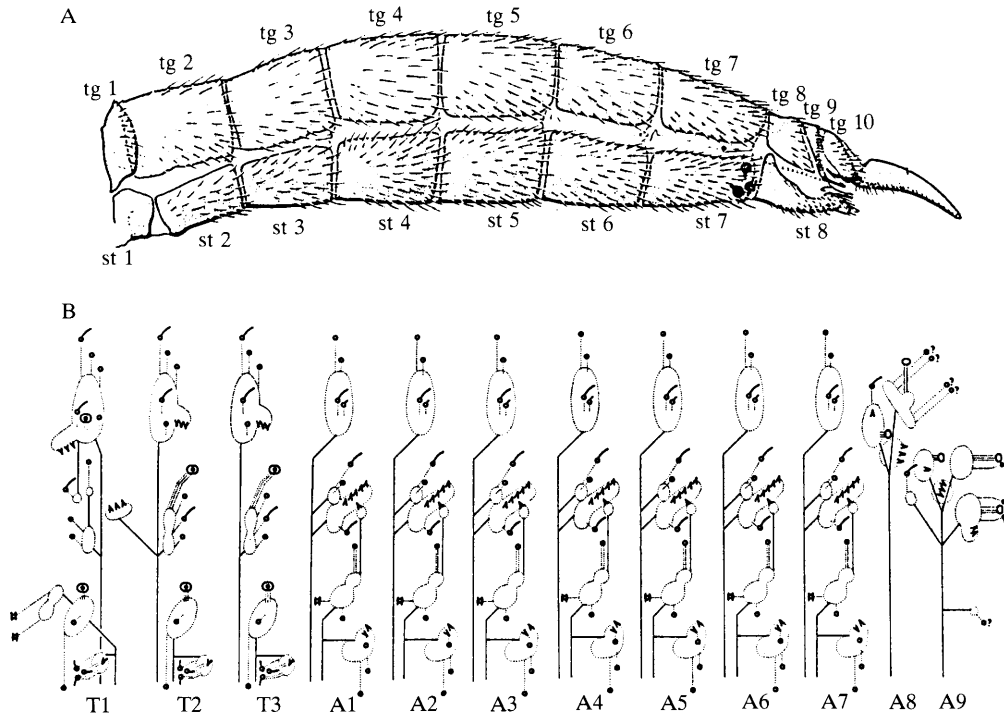 A
tg 1
tg 2
tg 3
tg 4
tg 5
tg 6
tg 7
tg 8
tg 9
tg 10
st 1
st 2
st 3
st 4
st 5
st 6
st 7
st 8
B
?
?
?
?
?
T1 T2 T3 A1 A2 A3 A4 A5 A6 A7 A8 A9